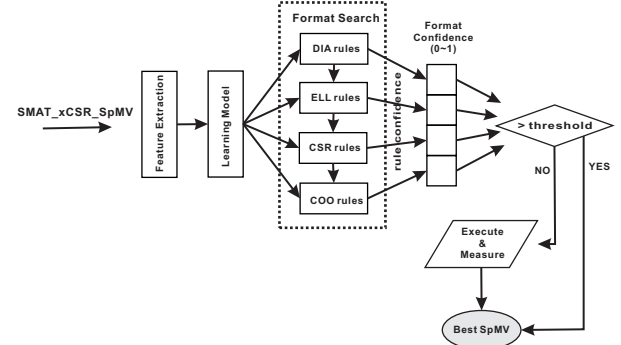 Format Search
Format
Confidence
(0~1)
SMAT_xCSR_SpMV
Feature Extraction
Learning Model
DIA rules
ELL rules
CSR rules
COO rules
rule confidence
> threshold
NO
YES
Execute
&
Measure
Best SpMV